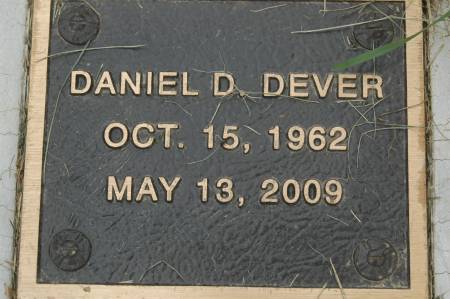 DANIEL D. DEVER
OCT. 15, 1962
MAY 13, 2009